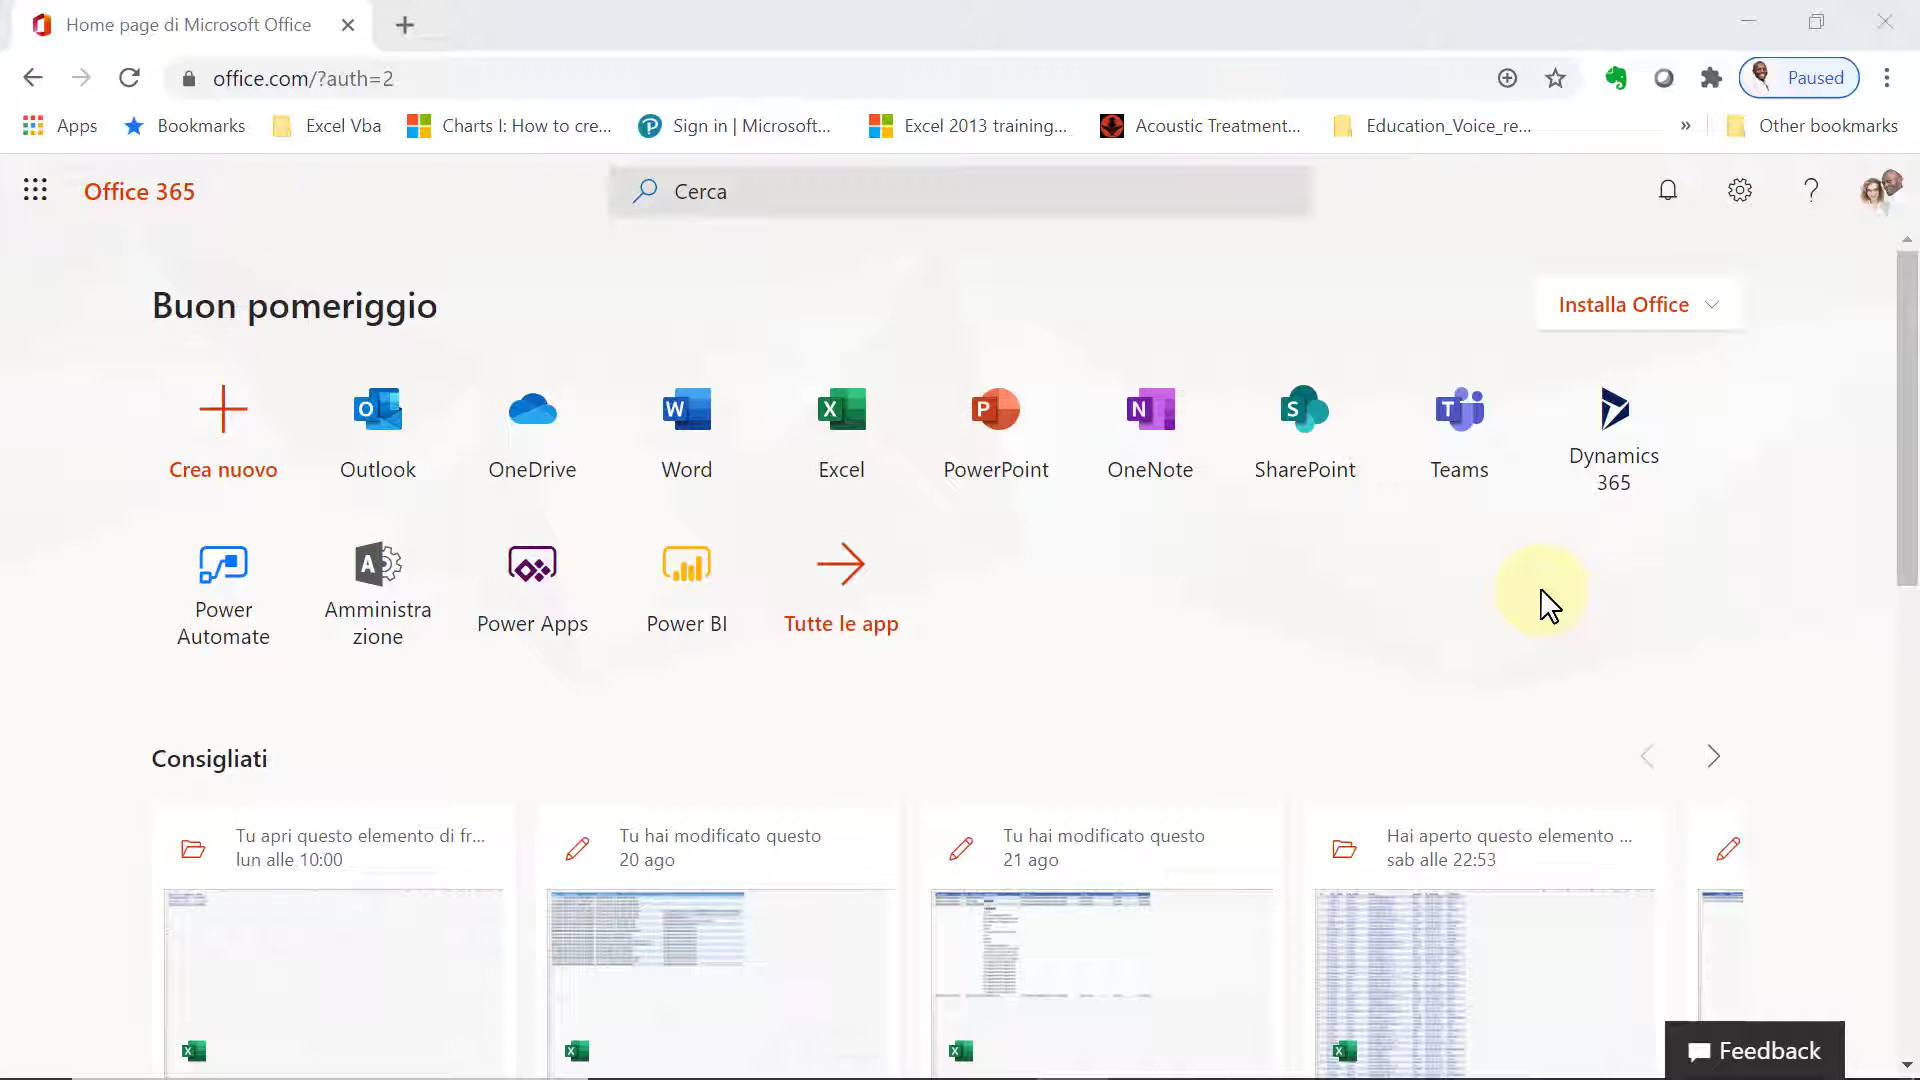 Home page di Microsoft Office
office.com/?auth=2
Paused
Apps
Bookmarks
Excel Vba
Charts I: How to cre...
Sign in | Microsoft...
Excel 2013 training...
Acoustic Treatment...
Education_Voice_re...
»
Other bookmarks
Office 365
Cerca
Buon pomeriggio
Installa Office
Crea nuovo
Outlook
OneDrive
Word
Excel
PowerPoint
OneNote
SharePoint
Teams
Dynamics
365
Power
Automate
Amministra
zione
Power Apps
Power BI
Tutte le app
Consigliati
Tu apri questo elemento di fr...
lun alle 10:00
Tu hai modificato questo
20 ago
Tu hai modificato questo
21 ago
Hai aperto questo elemento ...
sab alle 22:53
Feedback